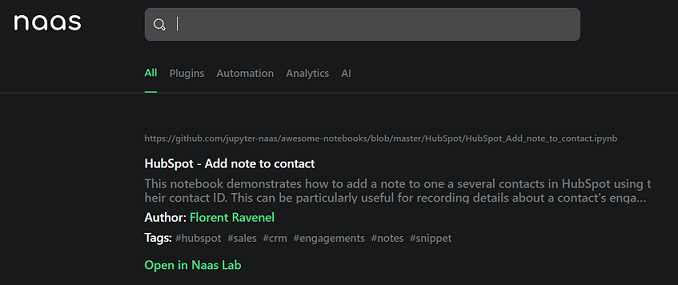 naas
All Plugins Automation Analytics AI
https://github.com/jupyter-naas/awesome-notebooks/blob/master/HubSpot/HubSpot_Add_note_to_contact.ipynb
HubSpot - Add note to contact
This notebook demonstrates how to add a note to one a several contacts in HubSpot using t
heir contact ID. This can be particularly useful for recording details about a contact's enga...
Author: Florent Ravenel
Tags: #hubspot #sales #crm #engagements #notes #snippet
Open in Naas Lab